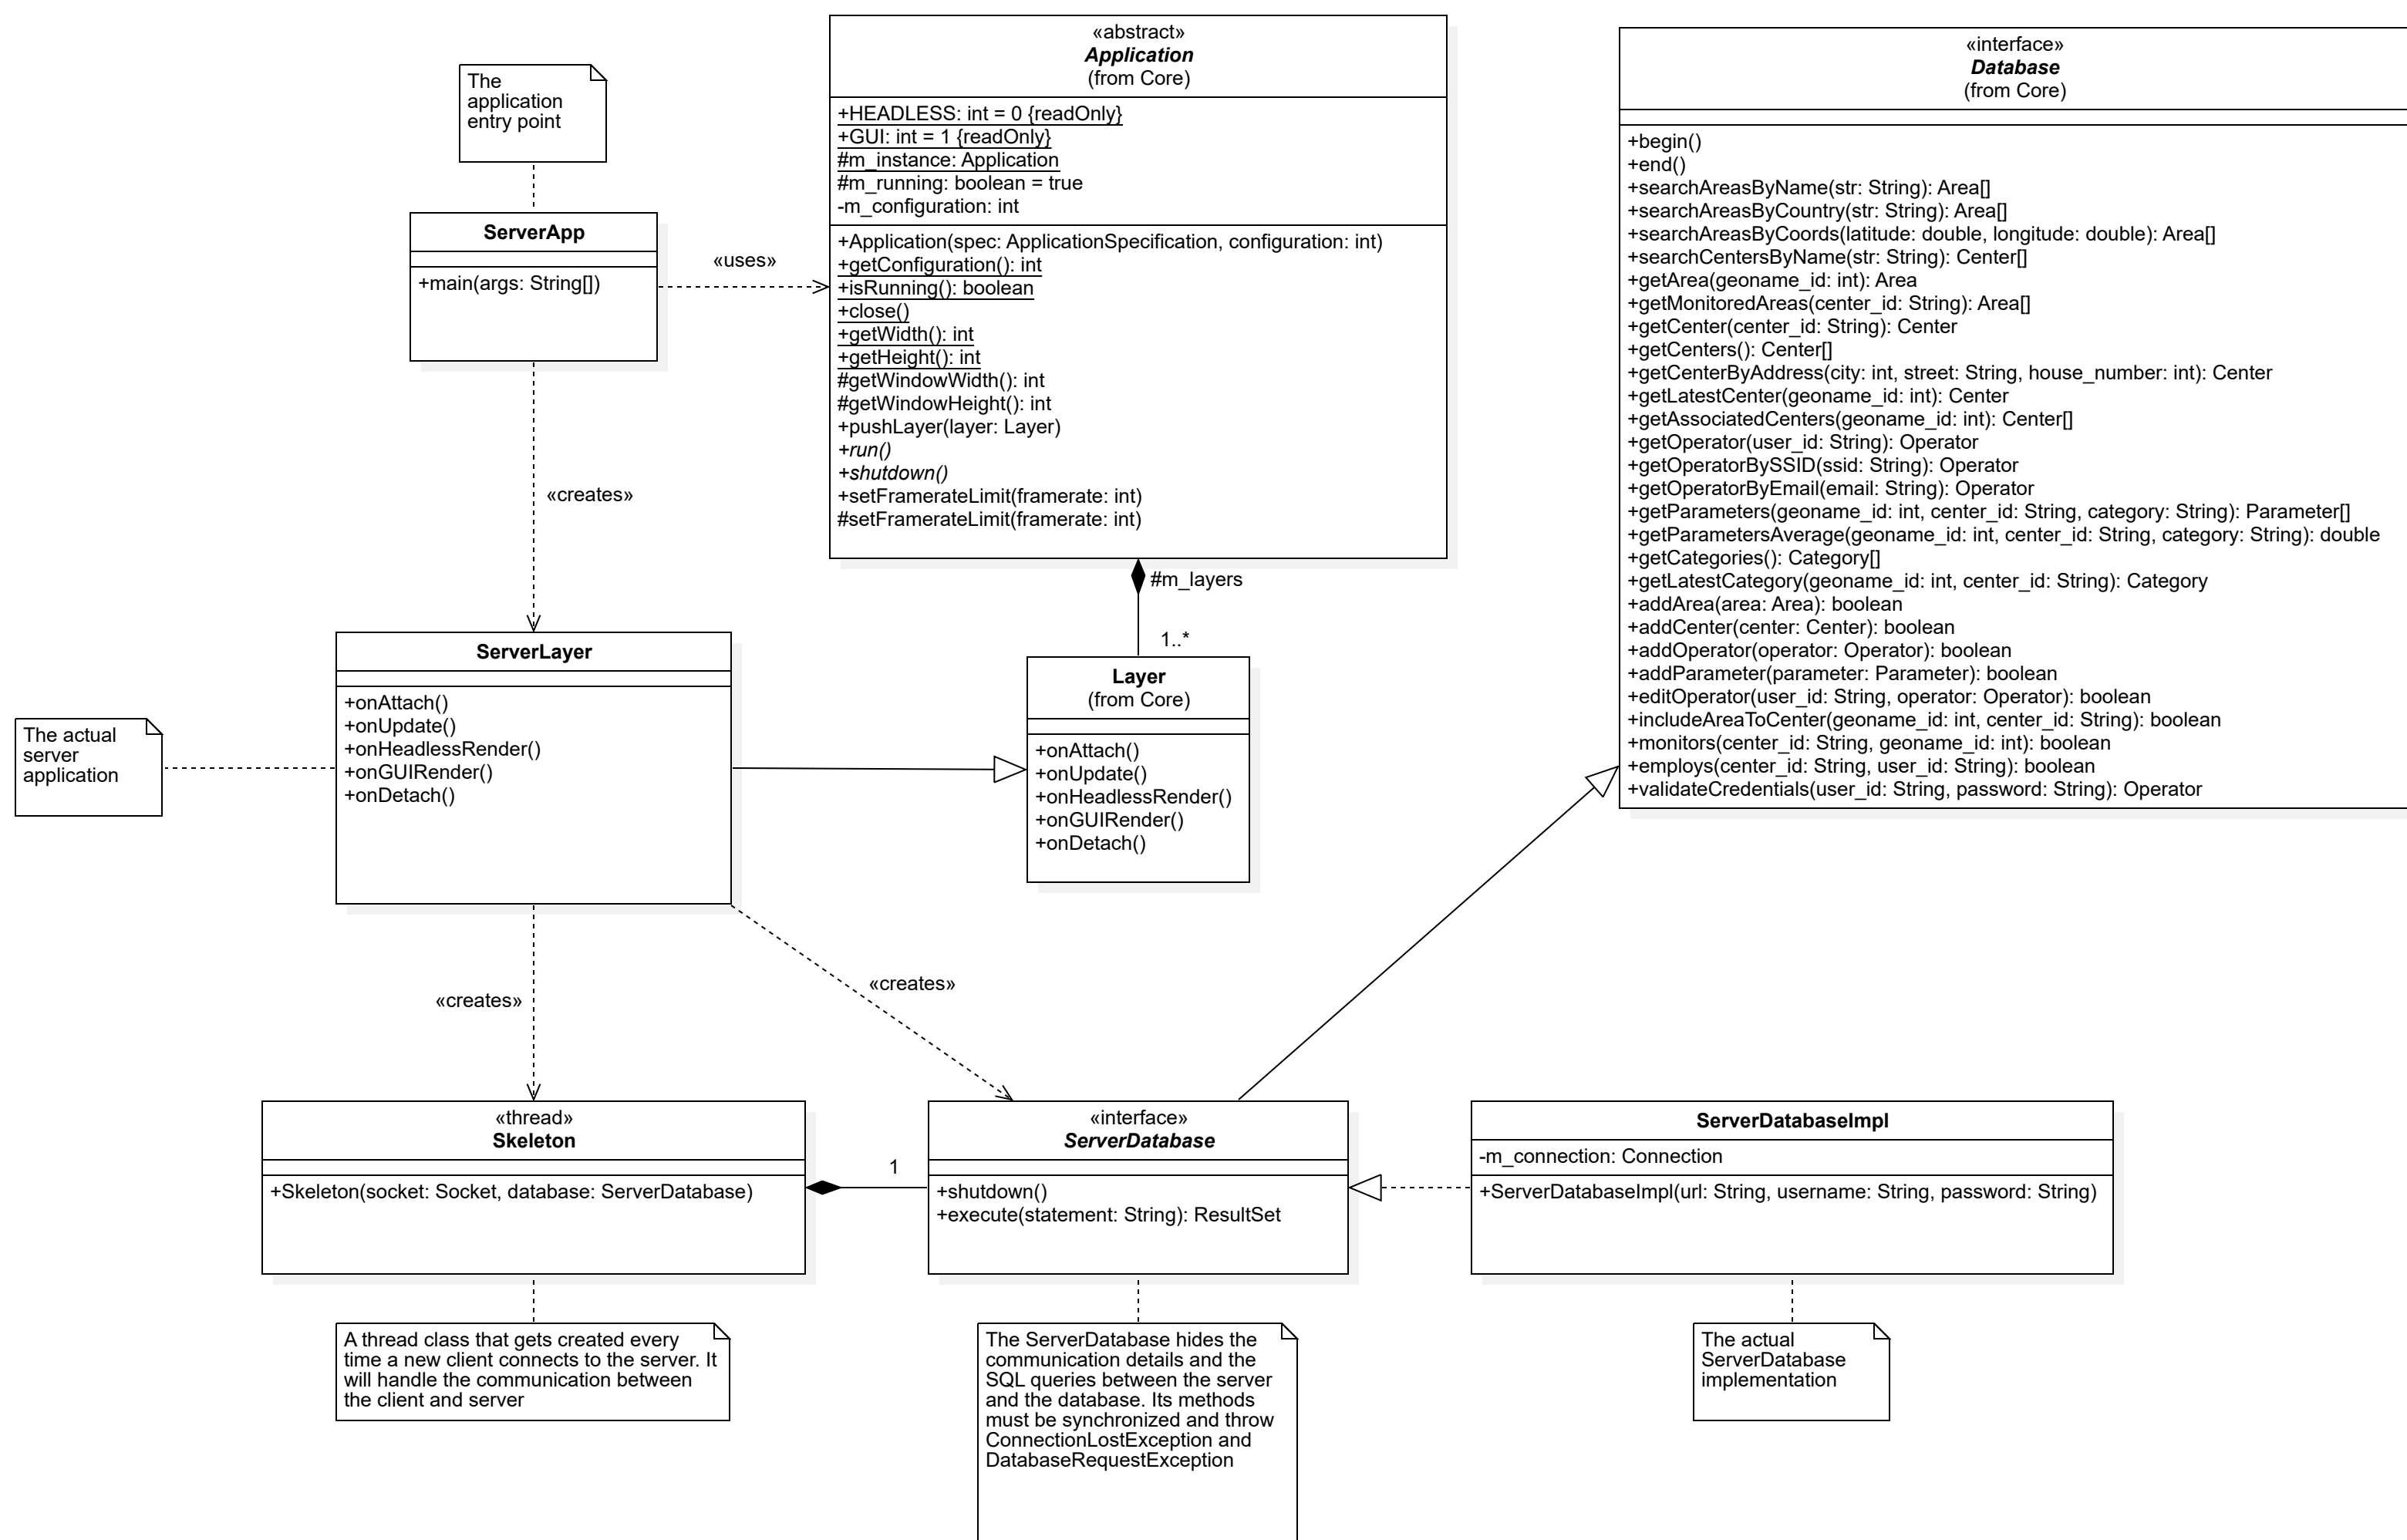 The
application
entry point
ServerApp
+main(args: String[])
«uses»
«creates»
«abstract»
Application
(from Core)
+HEADLESS: int = 0 {readOnly}
+GUI: int = 1 {readOnly}
#m_instance: Application
#m_running: boolean = true
-m_configuration: int
+Application(spec: ApplicationSpecification, configuration: int)
+getConfiguration(): int
+isRunning(): boolean
+close()
+getWidth(): int
+getHeight(): int
#getWindowWidth(): int
#getWindowHeight(): int
+pushLayer(layer: Layer)
+run()
+shutdown()
+setFramerateLimit(framerate: int)
#setFramerateLimit(framerate: int)
#m_layers
1..*
«interface»
Database
(from Core)
+begin()
+end()
+searchAreasByName(str: String): Area[]
+searchAreasByCountry(str: String): Area[]
+searchAreasByCoords(latitude: double, longitude: double): Area[]
+searchCentersByName(str: String): Center[]
+getArea(geoname_id: int): Area
+getMonitoredAreas(center_id: String): Area[]
+getCenter(center_id: String): Center
+getCenters(): Center[]
+getCenterByAddress(city: int, street: String, house_number: int): Center
+getLatestCenter(geoname_id: int): Center
+getAssociatedCenters(geoname_id: int): Center[]
+getOperator(user_id: String): Operator
+getOperatorBySSID(ssid: String): Operator
+getOperatorByEmail(email: String): Operator
+getParameters(geoname_id: int, center_id: String, category: String): Parameter[]
+getParametersAverage(geoname_id: int, center_id: String, category: String): double
+getCategories(): Category[]
+getLatestCategory(geoname_id: int, center_id: String): Category
+addArea(area: Area): boolean
+addCenter(center: Center): boolean
+addOperator(operator: Operator): boolean
+addParameter(parameter: Parameter): boolean
+editOperator(user_id: String, operator: Operator): boolean
+includeAreaToCenter(geoname_id: int, center_id: String): boolean
+monitors(center_id: String, geoname_id: int): boolean
+employs(center_id: String, user_id: String): boolean
+validateCredentials(user_id: String, password: String): Operator
The actual
server
application
ServerLayer
+onAttach()
+onUpdate()
+onHeadlessRender()
+onGUIRender()
+onDetach()
Layer
(from Core)
+onAttach()
+onUpdate()
+onHeadlessRender()
+onGUIRender()
+onDetach()
«creates»
«creates»
«thread»
Skeleton
+Skeleton(socket: Socket, database: ServerDatabase)
1
«interface»
ServerDatabase
+shutdown()
+execute(statement: String): ResultSet
ServerDatabaseImpl
-m_connection: Connection
+ServerDatabaseImpl(url: String, username: String, password: String)
A thread class that gets created every
time a new client connects to the server. It
will handle the communication between
the client and server
The ServerDatabase hides the
communication details and the
SQL queries between the server
and the database. Its methods
must be synchronized and throw
ConnectionLostException and
DatabaseRequestException
The actual
ServerDatabase
implementation